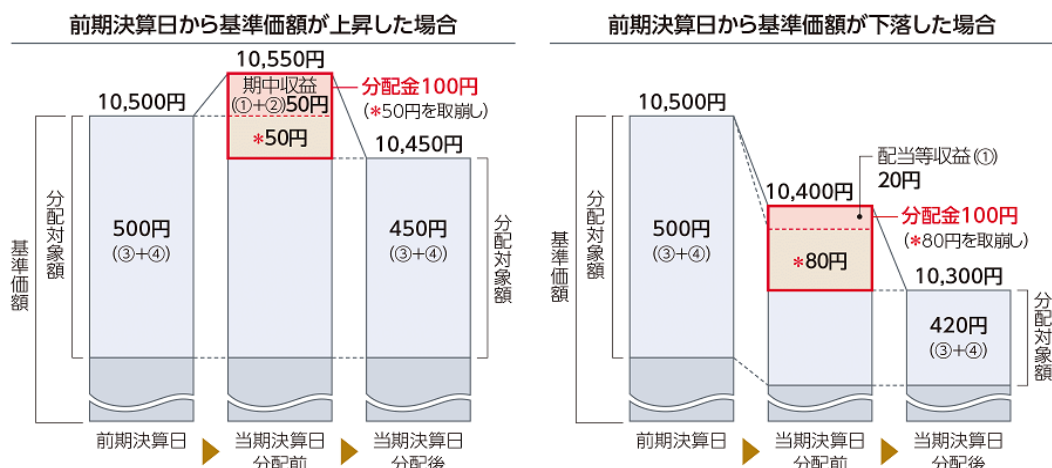 前期決算日から基準価額が上昇した場合
10,550円
10,500円
期中収益
(①+②)50円
分配金100円
(*50円を取崩し)
*50円
10,450円
500円
(③+④)
450円
(③+④)
基準価額
分配対象額
分配対象額
前期決算日
当期決算日
分配前
当期決算日
分配後
前期決算日から基準価額が下落した場合
10,500円
配当等収益(①)
20円
10,400円
分配金100円
(*80円を取崩し)
500円
(③+④)
*80円
10,300円
420円
(③+④)
基準価額
分配対象額
分配対象額
前期決算日
当期決算日
分配前
当期決算日
分配後